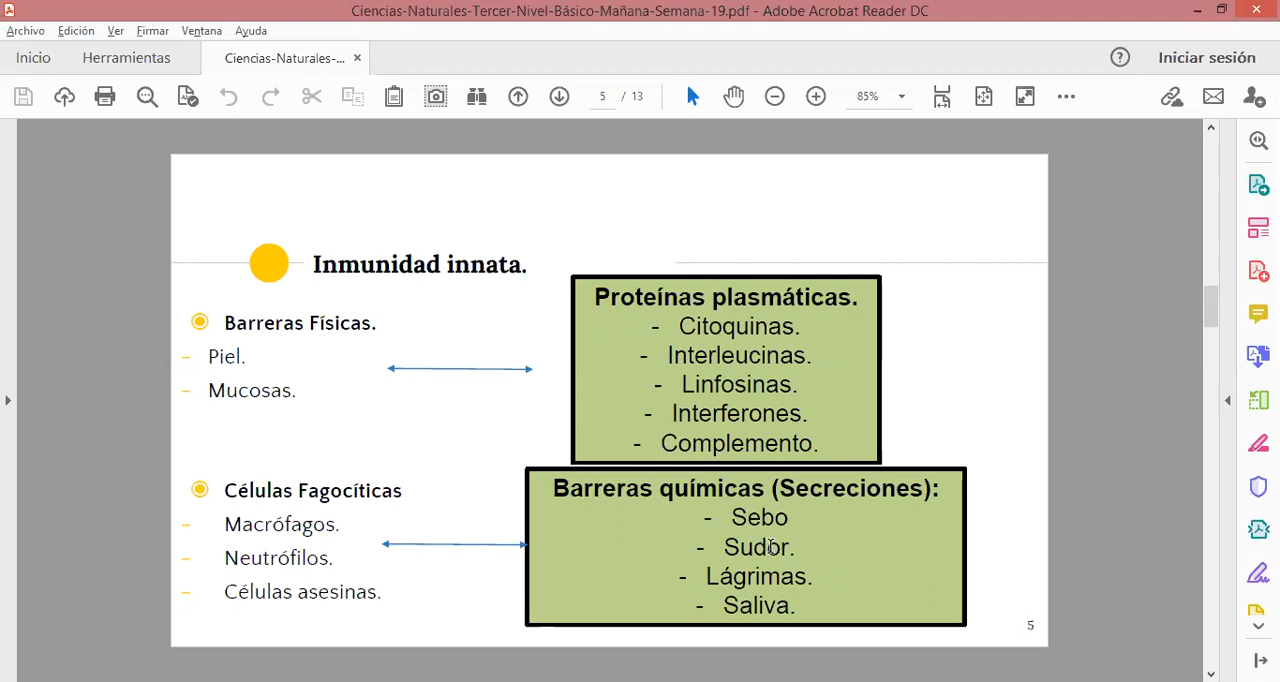 Ciencias-Naturales-Tercer-Nivel-Básico-Mañana-Semana-19.pdf - Adobe Acrobat Reader DC
Archivo Edición Ver Firmar Ventana Ayuda
Inicio Herramientas Ciencias-Naturales-... × Iniciar sesión
5 / 13 85%
Inmunidad innata.
Barreras Físicas.
- Piel.
- Mucosas.
Proteínas plasmáticas.
- Citoquinas.
- Interleucinas.
- Linfosinas.
- Interferones.
- Complemento.
Células Fagocíticas
- Macrófagos.
- Neutrófilos.
- Células asesinas.
Barreras químicas (Secreciones):
- Sebo
- Sudor.
- Lágrimas.
- Saliva.
5